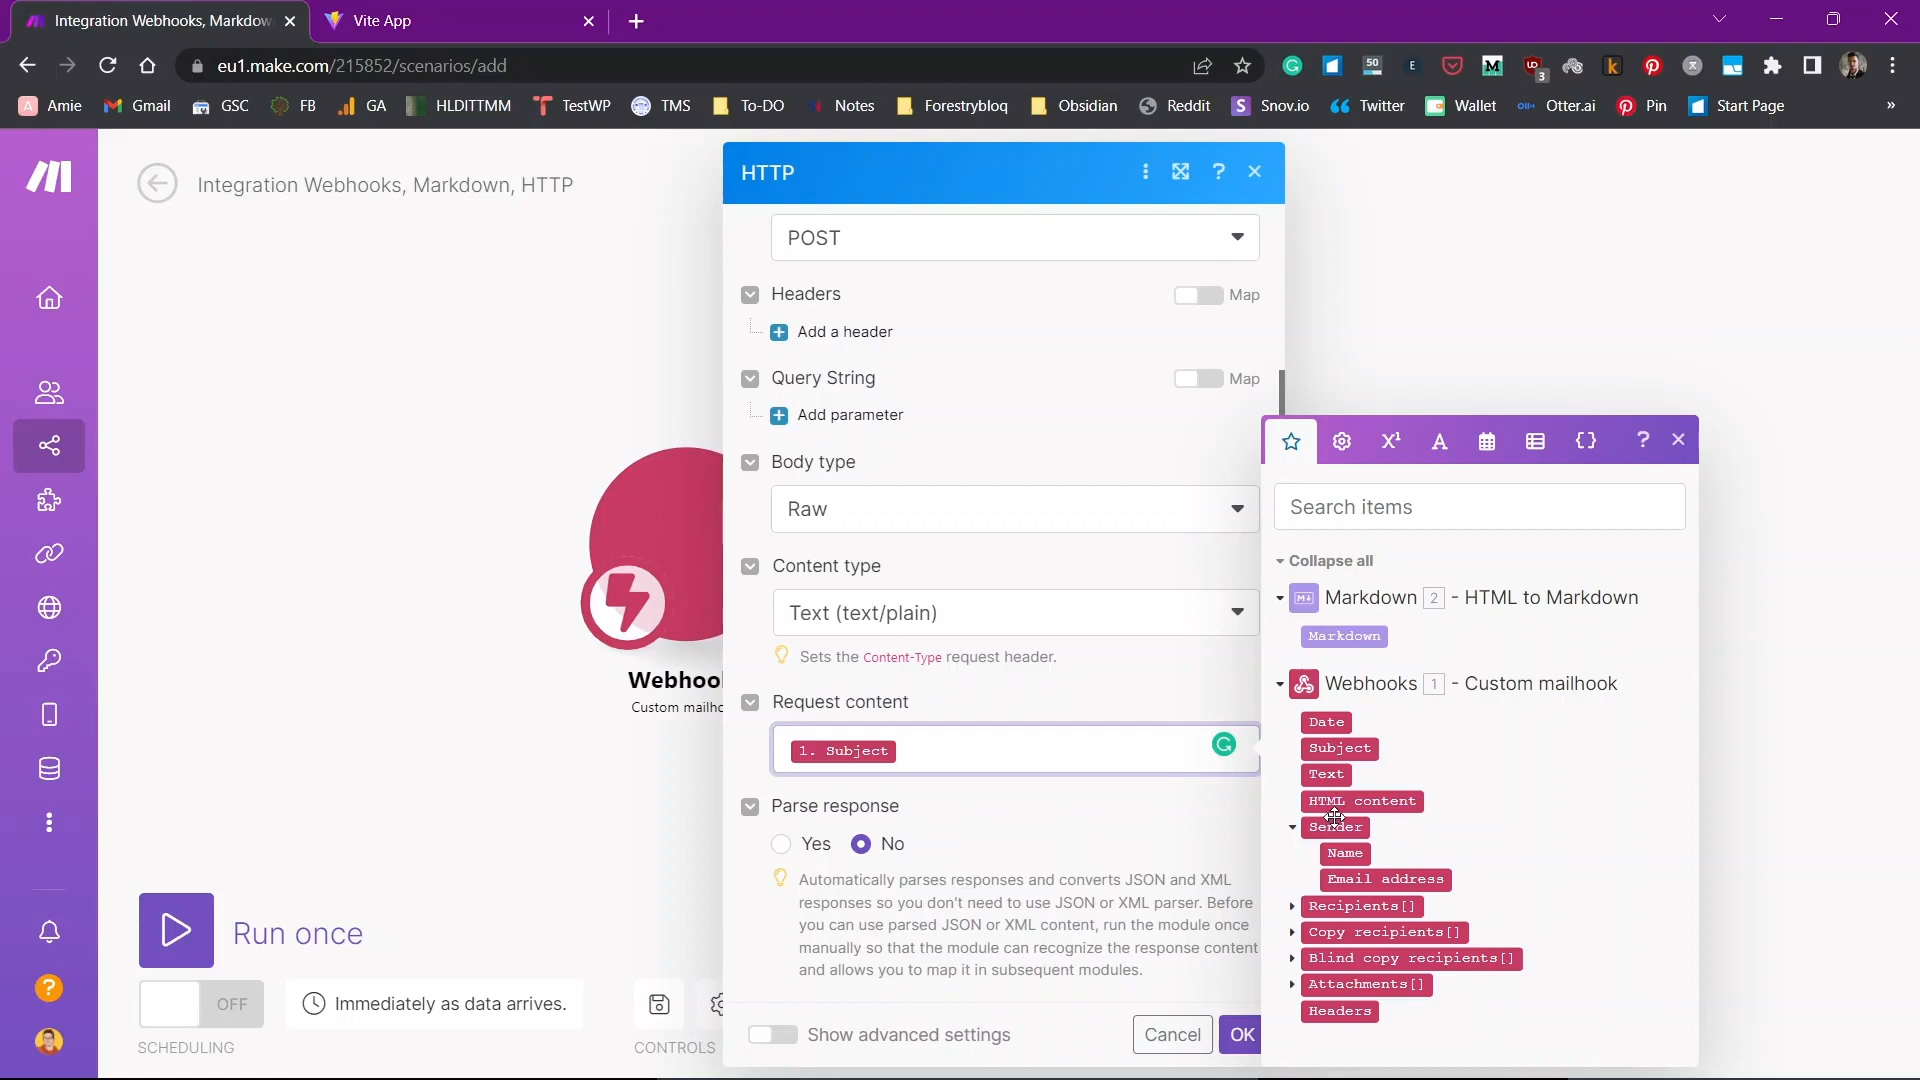 Integration Webhooks, Markdow
Vite App
eu1.make.com/215852/scenarios/add
50
E
3
Amie
Gmail
GSC
FB
GA
HLDITTMM
TestWP
TMS
To-DO
Notes
Forestrybloq
Obsidian
Reddit
Snov.io
Twitter
Wallet
Otter.ai
Pin
Start Page
»
Integration Webhooks, Markdown, HTTP
HTTP
POST
Headers
Map
Add a header
Query String
Map
Add parameter
Body type
Raw
Content type
Text (text/plain)
Sets the Content-Type request header.
Request content
1. Subject
Parse response
Yes
No
Automatically parses responses and converts JSON and XML
responses so you don't need to use JSON or XML parser. Before
you can use parsed JSON or XML content, run the module once
manually so that the module can recognize the response content
and allows you to map it in subsequent modules.
Show advanced settings
Cancel
OK
Webhoo
Custom mailho
Run once
OFF
Immediately as data arrives.
SCHEDULING
CONTROLS
Search items
Collapse all
Markdown 2 - HTML to Markdown
Markdown
Webhooks 1 - Custom mailhook
Date
Subject
Text
HTML content
Sender
Name
Email address
Recipients[]
Copy recipients[]
Blind copy recipients[]
Attachments[]
Headers